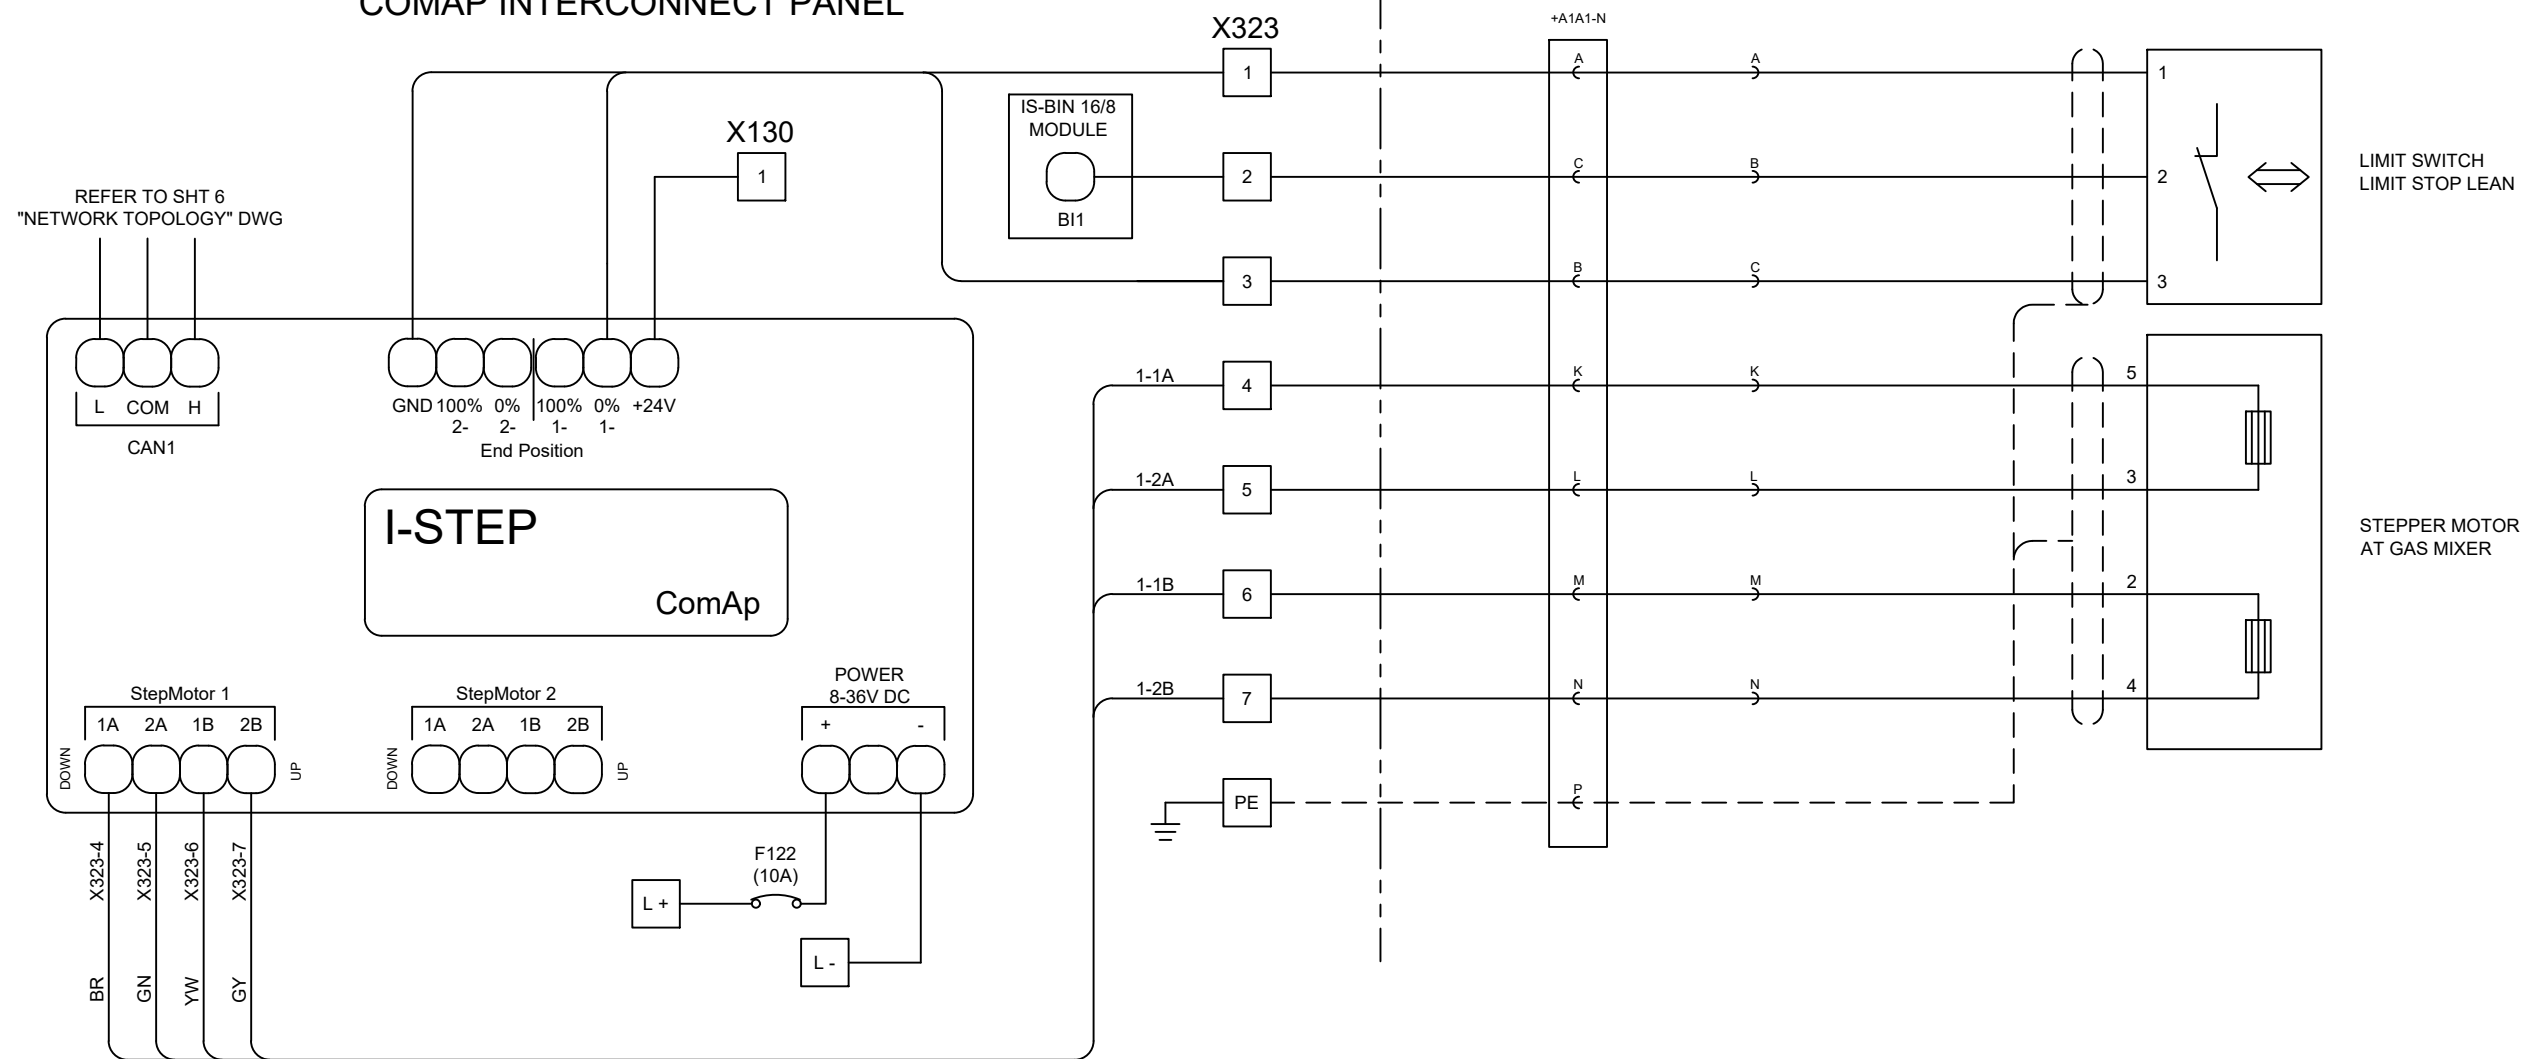 COMAP INTERCONNECT PANEL
X323
+A1A1-N
1
A
A
1
IS-BIN 16/8
MODULE
BI1
X130
1
2
C
B
2
LIMIT SWITCH
LIMIT STOP LEAN
REFER TO SHT 6
"NETWORK TOPOLOGY" DWG
3
B
C
3
L COM H
CAN1
GND 100% 0% 100% 0% +24V
2- 2- 1- 1-
End Position
1-1A
4
K
K
5
I-STEP
ComAp
1-2A
5
L
L
3
STEPPER MOTOR
AT GAS MIXER
1-1B
6
M
M
2
1-2B
7
N
N
4
StepMotor 1
1A 2A 1B 2B
DOWN
UP
StepMotor 2
1A 2A 1B 2B
DOWN
UP
POWER
8-36V DC
+ -
PE
P
X323-4
X323-5
X323-6
X323-7
BR
GN
YW
GY
F122
(10A)
L +
L -